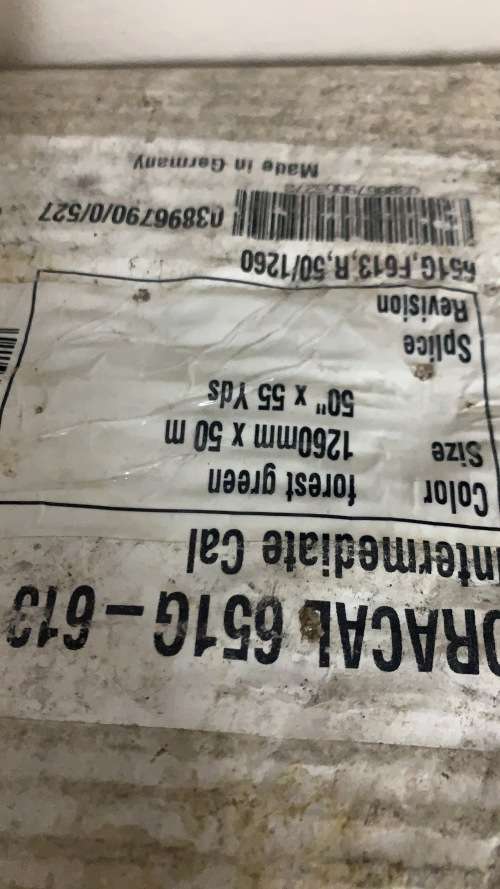 ORACAL 651G – 613
Intermediate Cal
Color forest green
Size 1260mm x 50 m
50" x 55 Yds
Splice
Revision
651G,F613,R,50/1260
03896790/0/527
Made in Germany